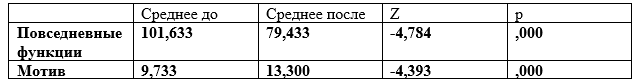 Среднее до Среднее после Z p
Повседневные функции 101,633 79,433 -4,784 ,000
Мотив 9,733 13,300 -4,393 ,000